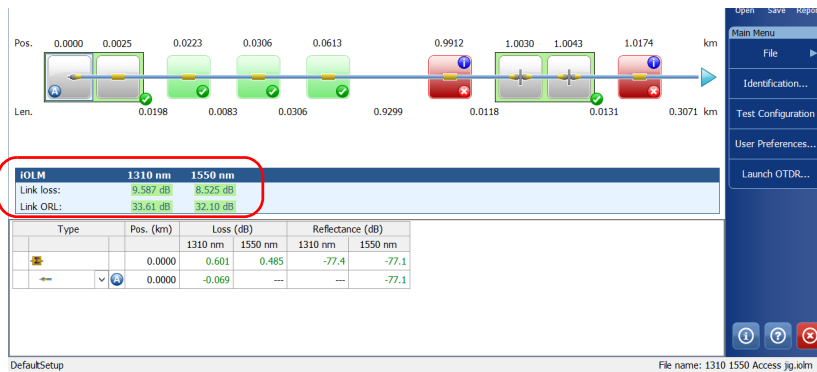 Open Save Repor
Main Menu
File
Identification...
Test Configuration
User Preferences...
Launch OTDR...
Pos. 0.0000 0.0025 0.0223 0.0306 0.0613 0.9912 1.0030 1.0043 1.0174 km
A
Len. 0.0198 0.0083 0.0306 0.9299 0.0118 0.0131 0.3071 km
iOLM 1310 nm 1550 nm
Link loss: 9.587 dB 8.525 dB
Link ORL: 33.61 dB 32.10 dB
Type Pos. (km) Loss (dB) Reflectance (dB)
1310 nm 1550 nm 1310 nm 1550 nm
0.0000 0.601 0.485 -77.4 -77.1
A 0.0000 -0.069 --- --- -77.1
DefaultSetup File name: 1310 1550 Access jig.iolm